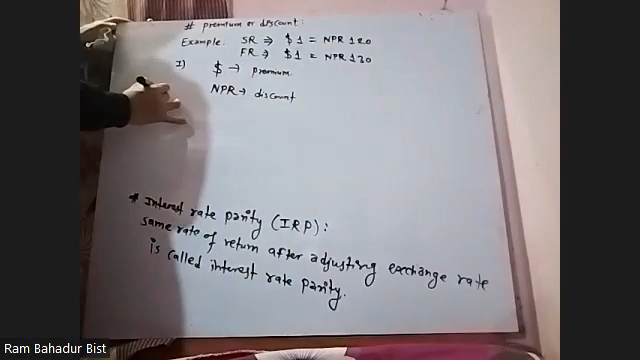 # premium or discount:
Example: SR ⇒ $ 1 = NPR 120
FR ⇒ $ 1 = NPR 130
I) $ → premium.
NPR → discount
# Interest rate parity (IRP):
same rate of return after adjusting exchange rate
is called interest rate parity.
Ram Bahadur Bist